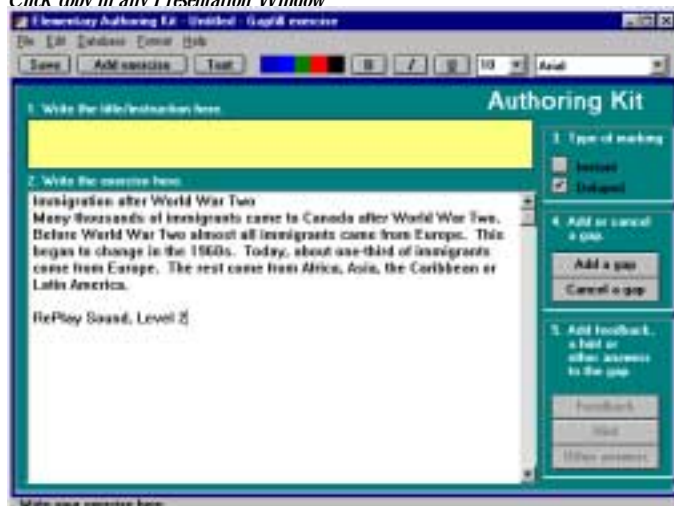 Click copy in any Presentation Window
Elementary Authoring Kit - Untitled - Gapfill exercise
File Edit Database Format Help
Save Add exercise Test B I U 10 Arial
Authoring Kit
1. Write the title/instruction here.
2. Write the exercise here.
Immigration after World War Two
Many thousands of immigrants came to Canada after World War Two.
Before World War Two almost all immigrants came from Europe. This
began to change in the 1960s. Today, about one-third of immigrants
come from Europe. The rest come from Africa, Asia, the Caribbean or
Latin America.
RePlay Sound, Level 2
3. Type of marking
Instant
Delayed
4. Add or cancel
a gap.
Add a gap
Cancel a gap
5. Add feedback,
a hint or
other answers
to the gap.
Feedback
Hint
Other answers
Write your exercise here.